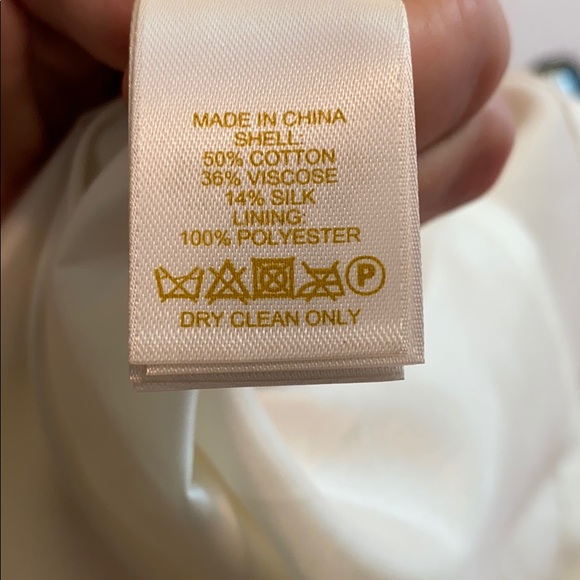 MADE IN CHINA
SHELL:
50% COTTON
36% VISCOSE
14% SILK
LINING:
100% POLYESTER
P
DRY CLEAN ONLY